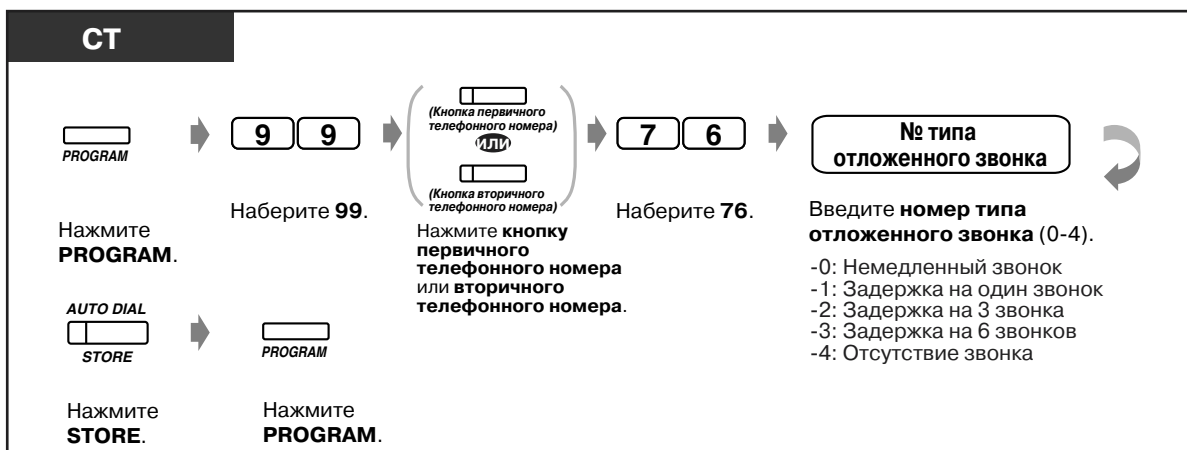 СТ
PROGRAM
Нажмите
PROGRAM.
9 9
Наберите 99.
(Кнопка первичного
телефонного номера)
ИЛИ
(Кнопка вторичного
телефонного номера)
Нажмите кнопку
первичного
телефонного номера
или вторичного
телефонного номера.
7 6
Наберите 76.
№ типа
отложенного звонка
Введите номер типа
отложенного звонка (0-4).
-0: Немедленный звонок
-1: Задержка на один звонок
-2: Задержка на 3 звонка
-3: Задержка на 6 звонков
-4: Отсутствие звонка
AUTO DIAL
STORE
Нажмите
STORE.
PROGRAM
Нажмите
PROGRAM.